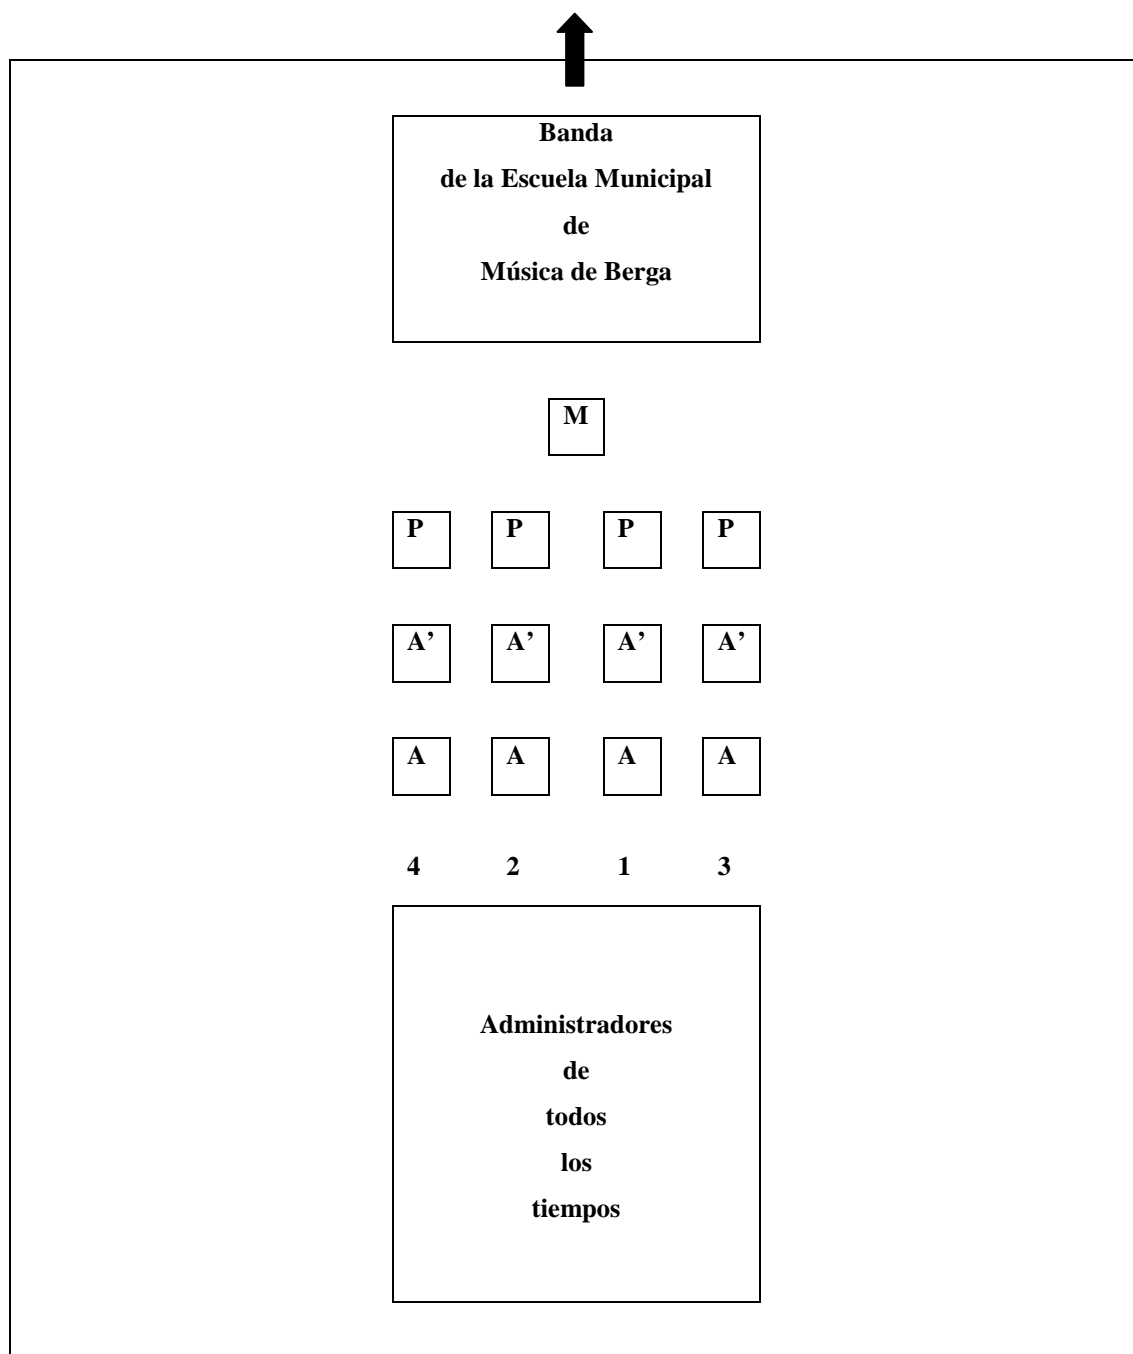 Banda
de la Escuela Municipal
de
Música de Berga
M
P P P P
A’ A’ A’ A’
A A A A
4 2 1 3
Administradores
de
todos
los
tiempos